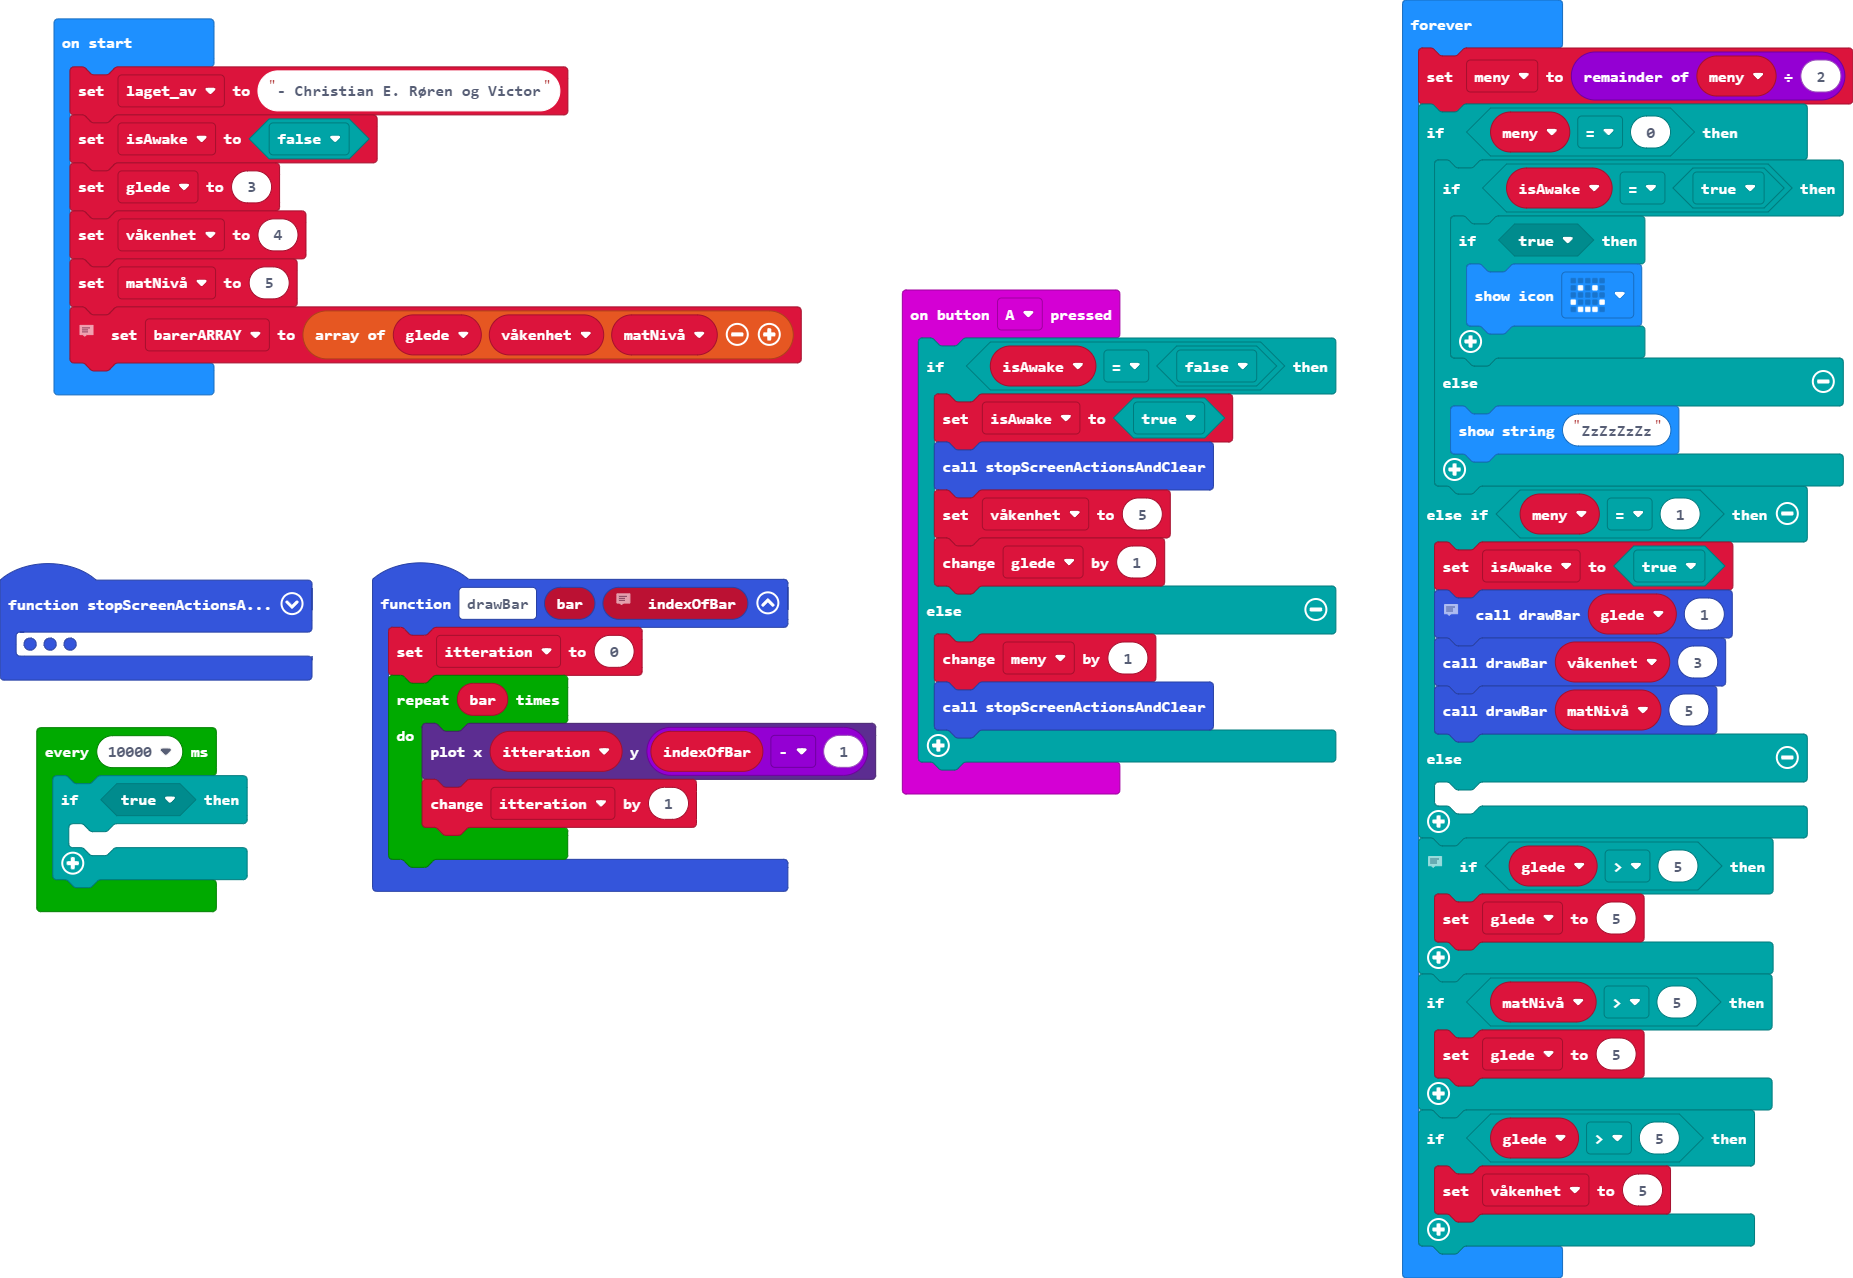 on start
set laget_av to "- Christian E. Røren og Victor"
set isAwake to false
set glede to 3
set våkenhet to 4
set matNivå to 5
set barerARRAY to array of glede våkenhet matNivå
function stopScreenActionsA...
every 10000 ms
if true then
function drawBar bar indexOfBar
set itteration to 0
repeat bar times
do
plot x itteration y indexOfBar - 1
change itteration by 1
on button A pressed
if isAwake = false then
set isAwake to true
call stopScreenActionsAndClear
set våkenhet to 5
change glede by 1
else
change meny by 1
call stopScreenActionsAndClear
forever
set meny to remainder of meny ÷ 2
if meny = 0 then
if isAwake = true then
if true then
show icon
else
show string "ZzZzZzZz"
else if meny = 1 then
set isAwake to true
call drawBar glede 1
call drawBar våkenhet 3
call drawBar matNivå 5
else
if glede > 5 then
set glede to 5
if matNivå > 5 then
set glede to 5
if glede > 5 then
set våkenhet to 5